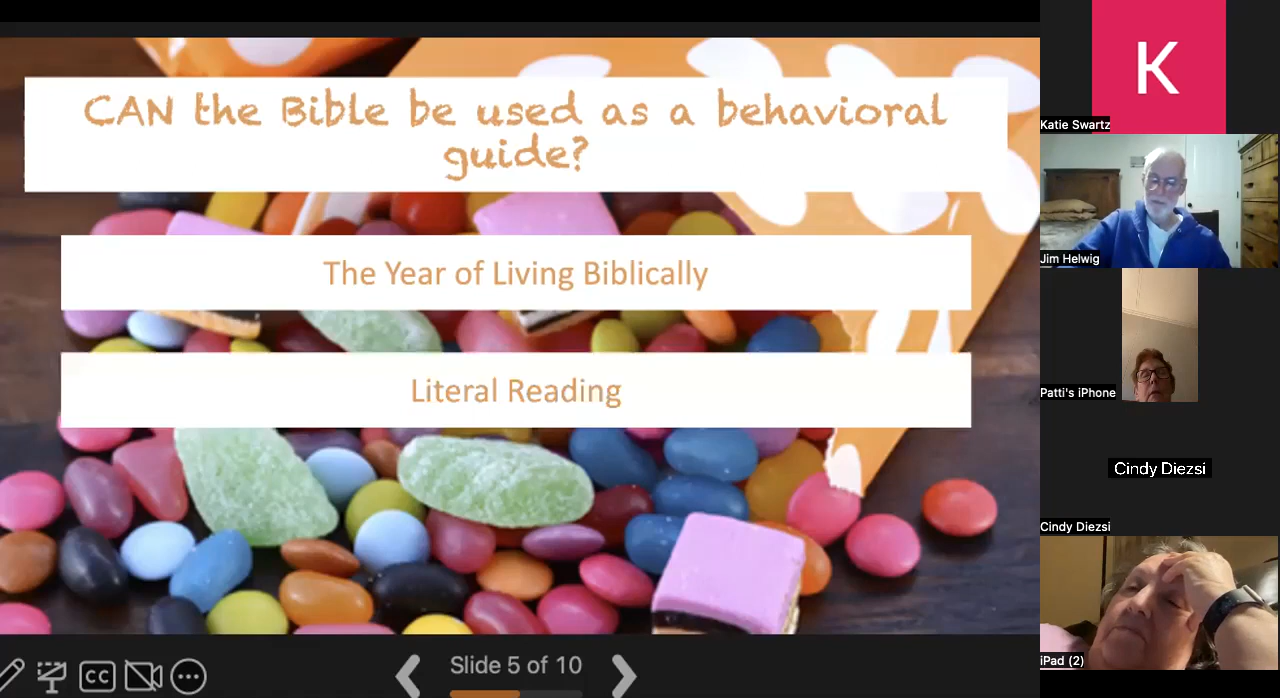 CAN the Bible be used as a behavioral
guide?
The Year of Living Biblically
Literal Reading
CC
Slide 5 of 10
K
Katie Swartz
Jim Helwig
Patti's iPhone
Cindy Diezsi
Cindy Diezsi
iPad (2)